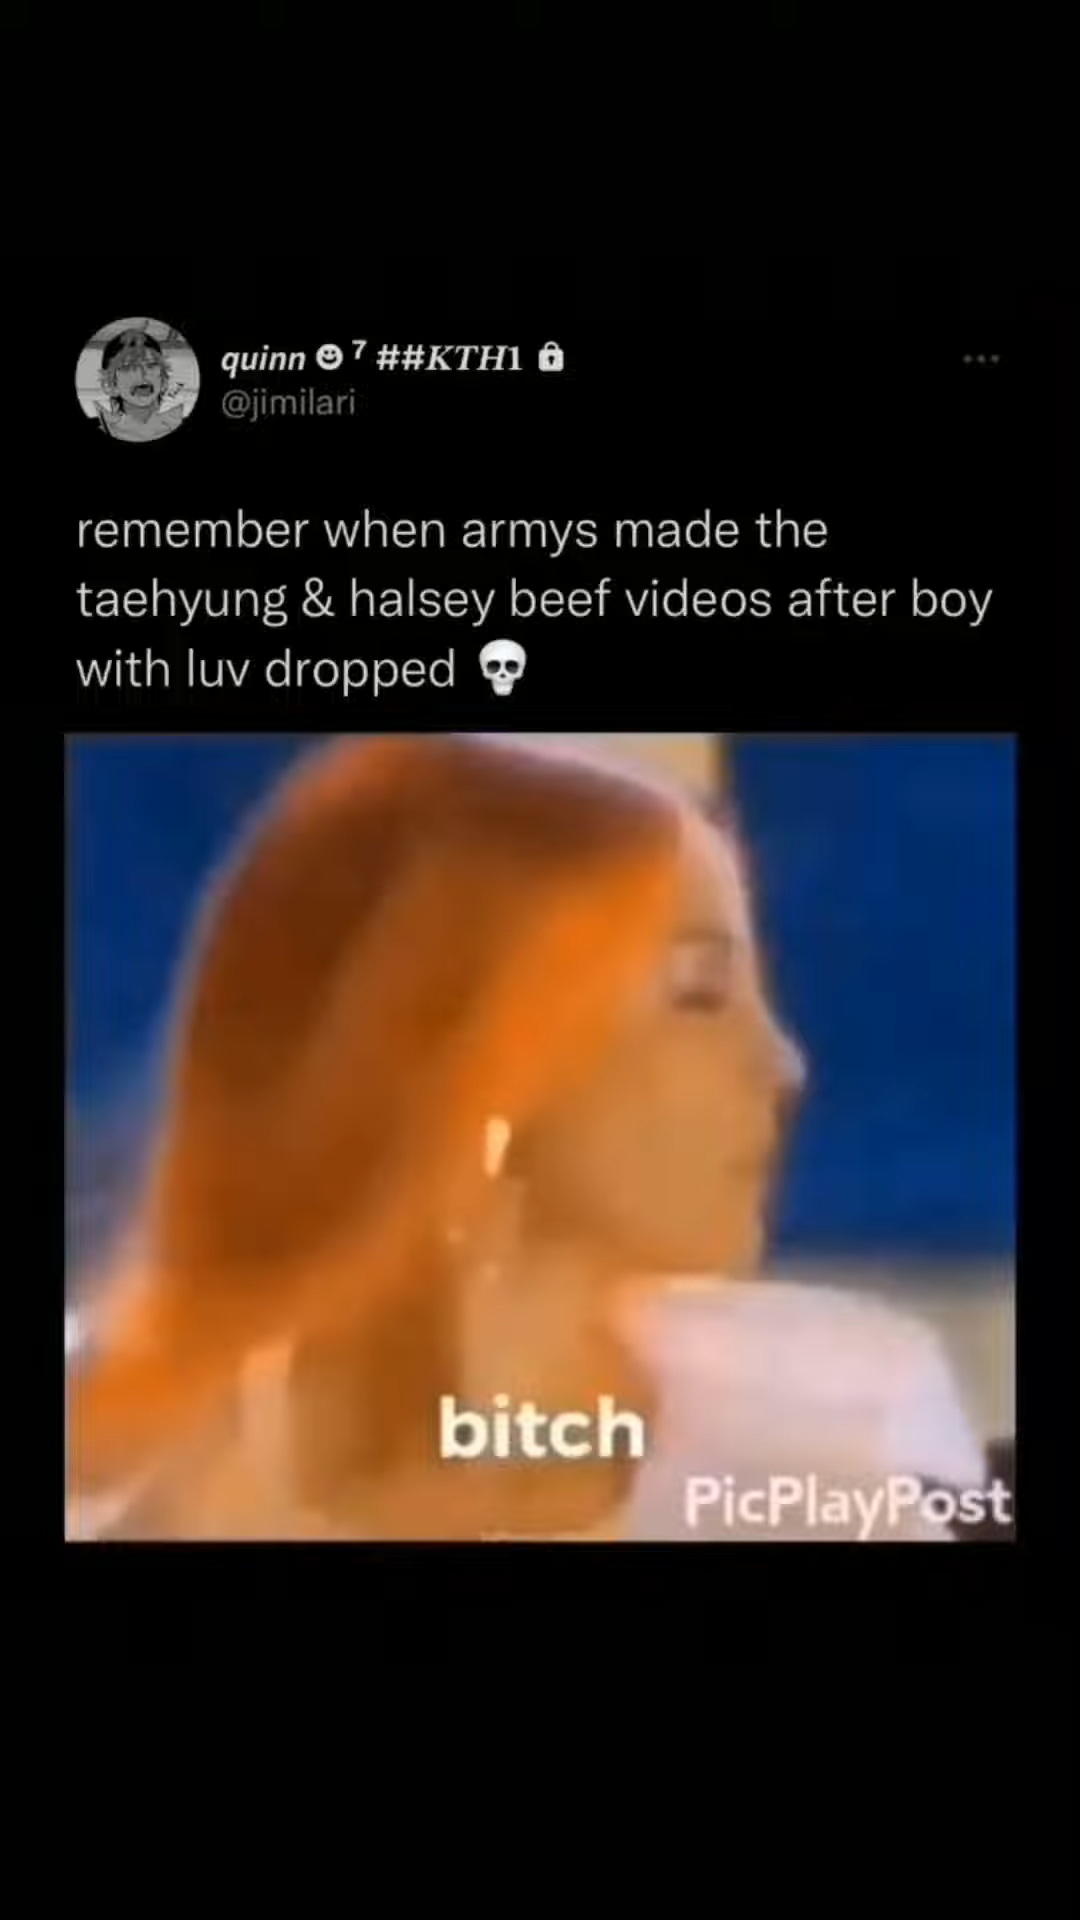 quinn ☻⁷ ##KTH1 🔒
@jimilari
remember when armys made the
taehyung & halsey beef videos after boy
with luv dropped 💀
bitch
PicPlayPost